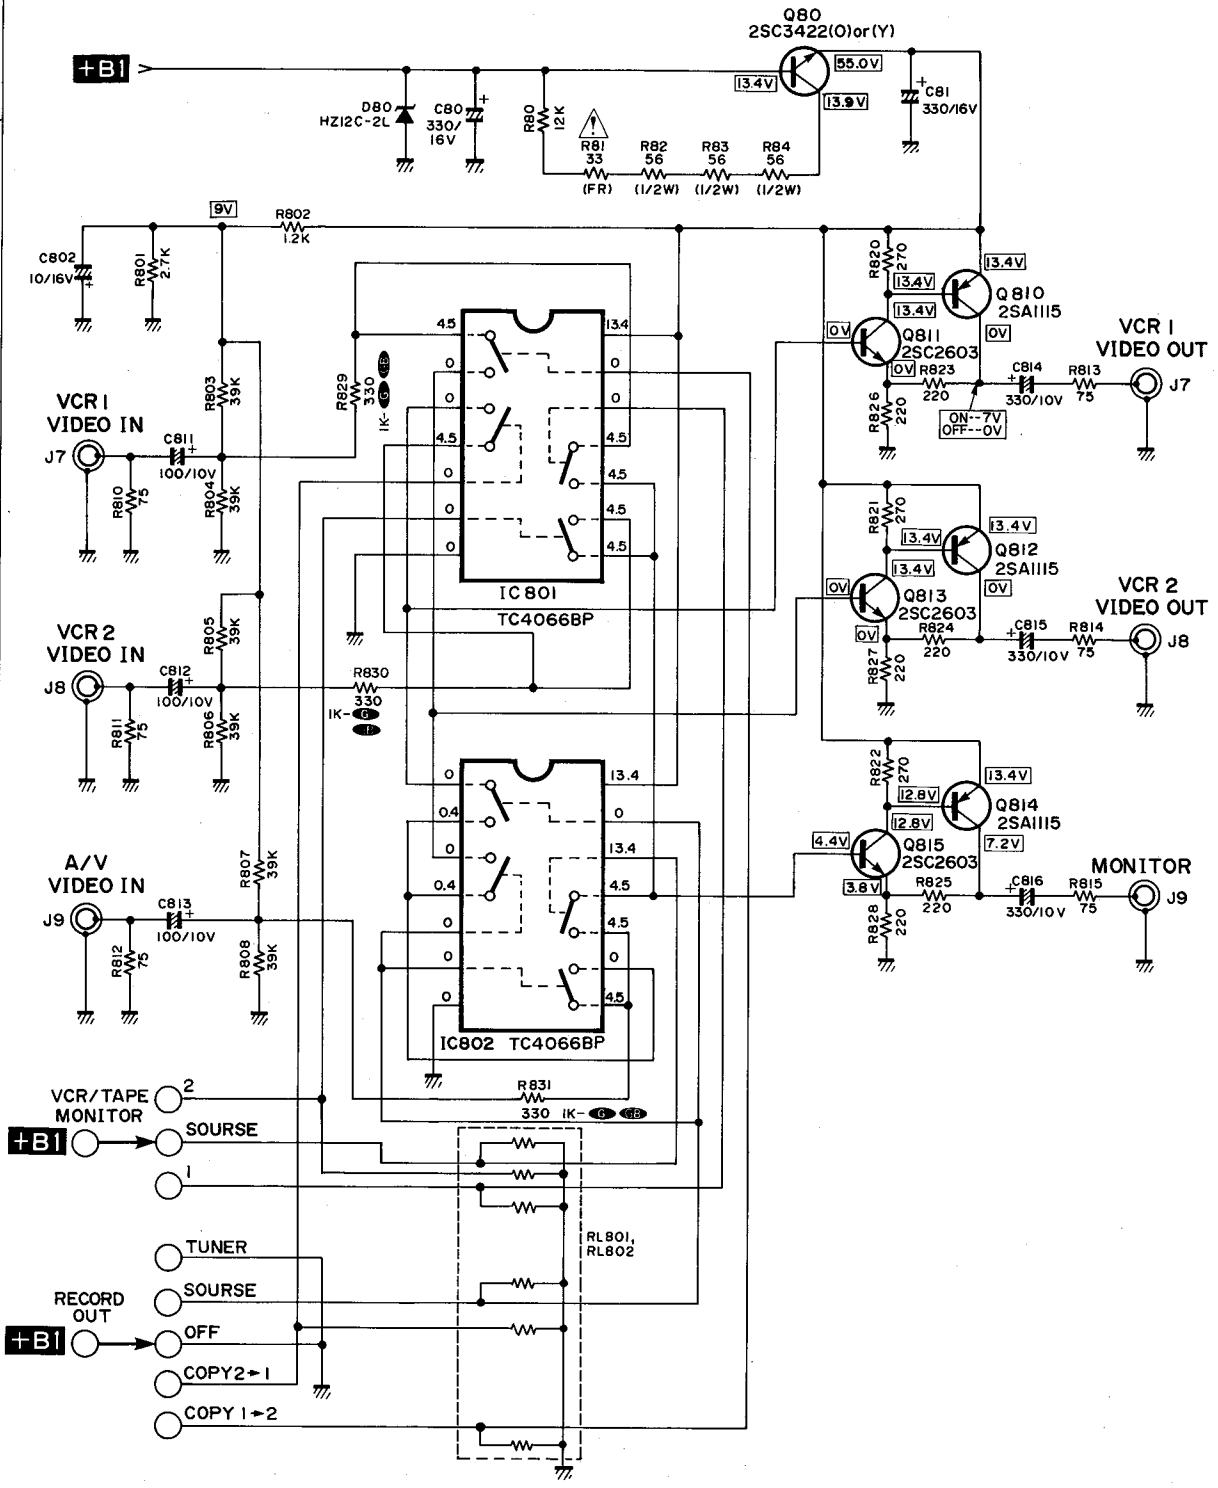 Q80
2SC3422(O)or(Y)
+B1
55.0V
13.4V
13.9V
+
C81
330/16V
D80
HZ12C-2L
C80
330/
16V
+
R80
12K
R81
33
(FR)
R82
56
(1/2W)
R83
56
(1/2W)
R84
56
(1/2W)
9V
R802
1.2K
C802
10/16V
+
R801
2.7K
R820
270
13.4V
13.4V
Q810
2SA1115
13.4V
0V
Q811
2SC2603
0V
0V
R823
220
+
C814
330/10V
R813
75
VCR 1
VIDEO OUT
J7
R826
220
ON--7V
OFF--0V
4.5
13.4
0
0
0
0
4.5
4.5
0
4.5
0
4.5
0
4.5
R829
330
1K- G GB
R803
39K
VCR 1
VIDEO IN
J7
C811
+
100/10V
R810
75
R804
39K
IC801
TC4066BP
R821
270
13.4V
13.4V
Q812
2SA1115
13.4V
0V
0V
Q813
2SC2603
0V
R824
220
+
C815
330/10V
R814
75
VCR 2
VIDEO OUT
J8
R827
220
R805
39K
VCR 2
VIDEO IN
J8
C812
+
100/10V
R811
75
R806
39K
R830
330
1K- G
0
13.4
0.4
0
0
13.4
0.4
4.5
0
4.5
0
0
0
4.5
R822
270
13.4V
12.8V
Q814
2SA1115
12.8V
7.2V
4.4V
Q815
2SC2603
3.8V
R825
220
+
C816
330/10V
R815
75
MONITOR
J9
R828
220
A/V
VIDEO IN
J9
C813
+
100/10V
R812
75
R807
39K
R808
39K
IC802 TC4066BP
R831
330 1K- G GB
VCR/TAPE
MONITOR
2
+B1
SOURSE
1
RL801,
RL802
TUNER
RECORD
OUT
SOURSE
+B1
OFF
COPY2→1
COPY 1→2